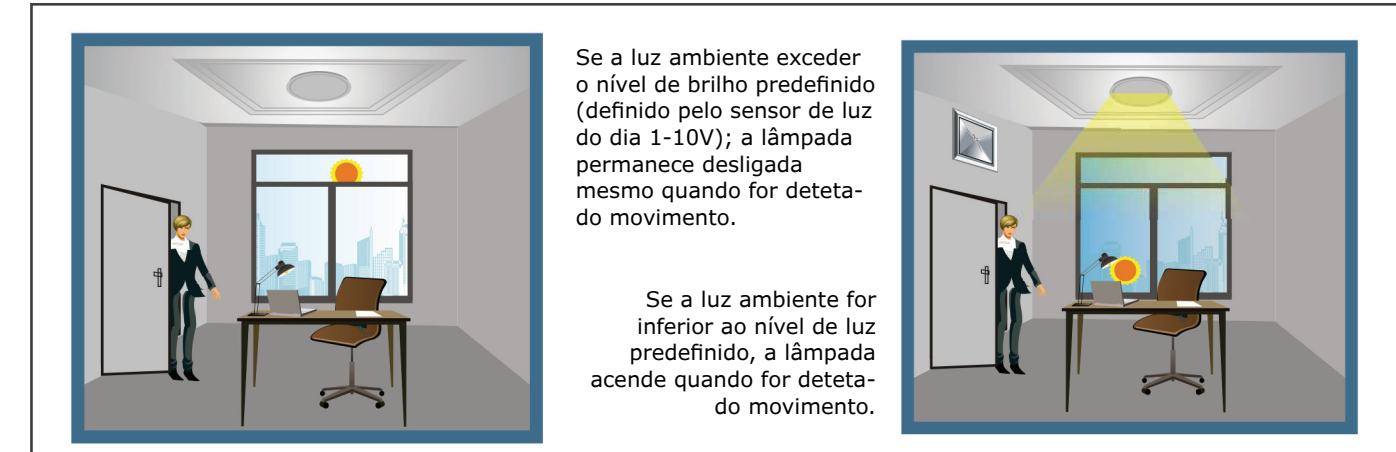 Se a luz ambiente exceder
o nível de brilho predefinido
(definido pelo sensor de luz
do dia 1-10V); a lâmpada
permanece desligada
mesmo quando for deteta-
do movimento.
Se a luz ambiente for
inferior ao nível de luz
predefinido, a lâmpada
acende quando for deteta-
do movimento.